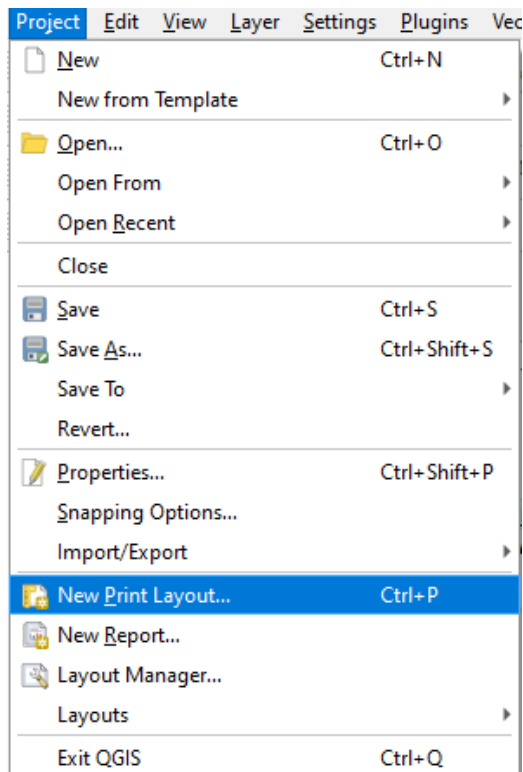 Project Edit View Layer Settings Plugins Vec
New Ctrl+N
New from Template
Open... Ctrl+O
Open From
Open Recent
Close
Save Ctrl+S
Save As... Ctrl+Shift+S
Save To
Revert...
Properties... Ctrl+Shift+P
Snapping Options...
Import/Export
New Print Layout... Ctrl+P
New Report...
Layout Manager...
Layouts
Exit QGIS Ctrl+Q